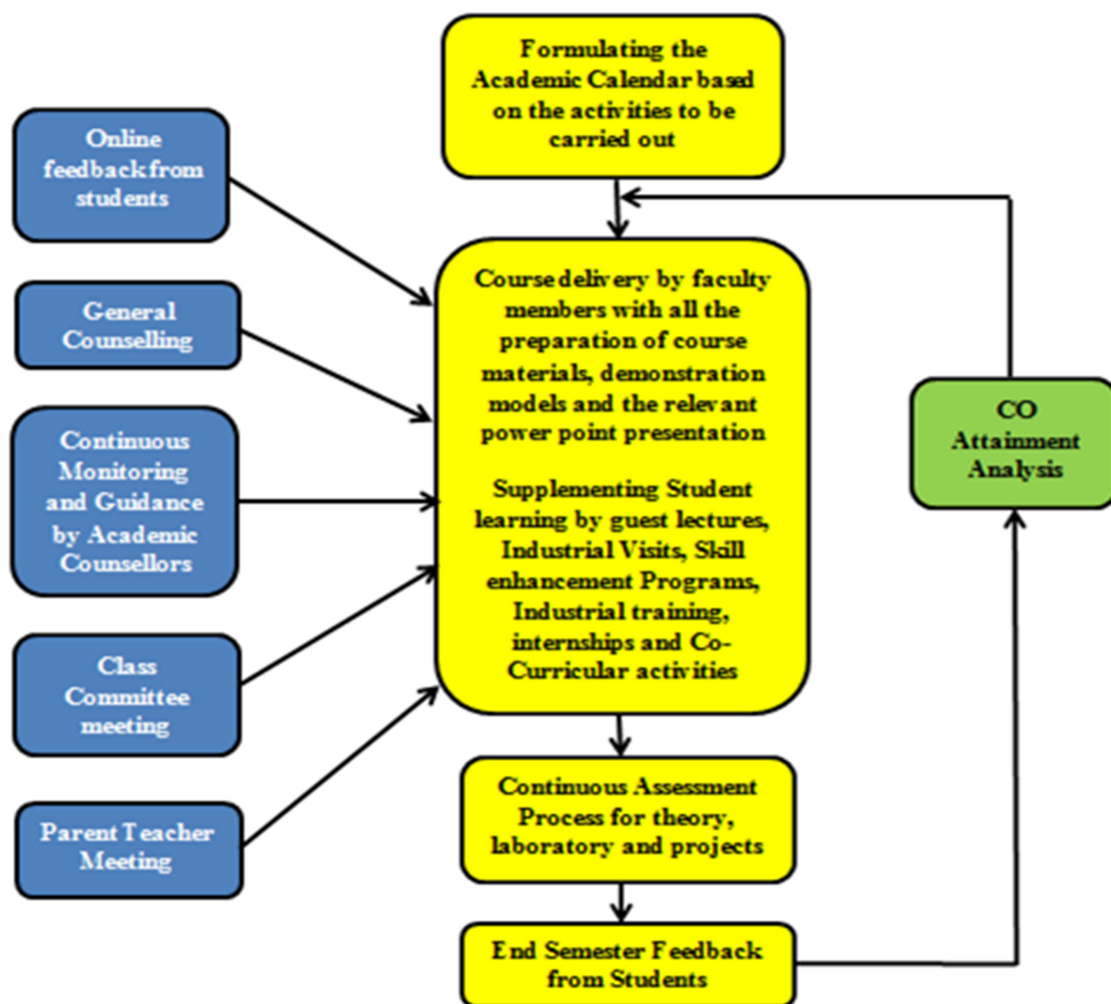 Formulating the
Academic Calendar based
on the activities to be
carried out
Online
feedback from
students
General
Counselling
Continuous
Monitoring
and Guidance
by Academic
Counsellors
Class
Committee
meeting
Parent Teacher
Meeting
Course delivery by faculty
members with all the
preparation of course
materials, demonstration
models and the relevant
power point presentation
Supplementing Student
learning by guest lectures,
Industrial Visits, Skill
enhancement Programs,
Industrial training,
internships and Co-
Curricular activities
Continuous Assessment
Process for theory,
laboratory and projects
End Semester Feedback
from Students
CO
Attainment
Analysis